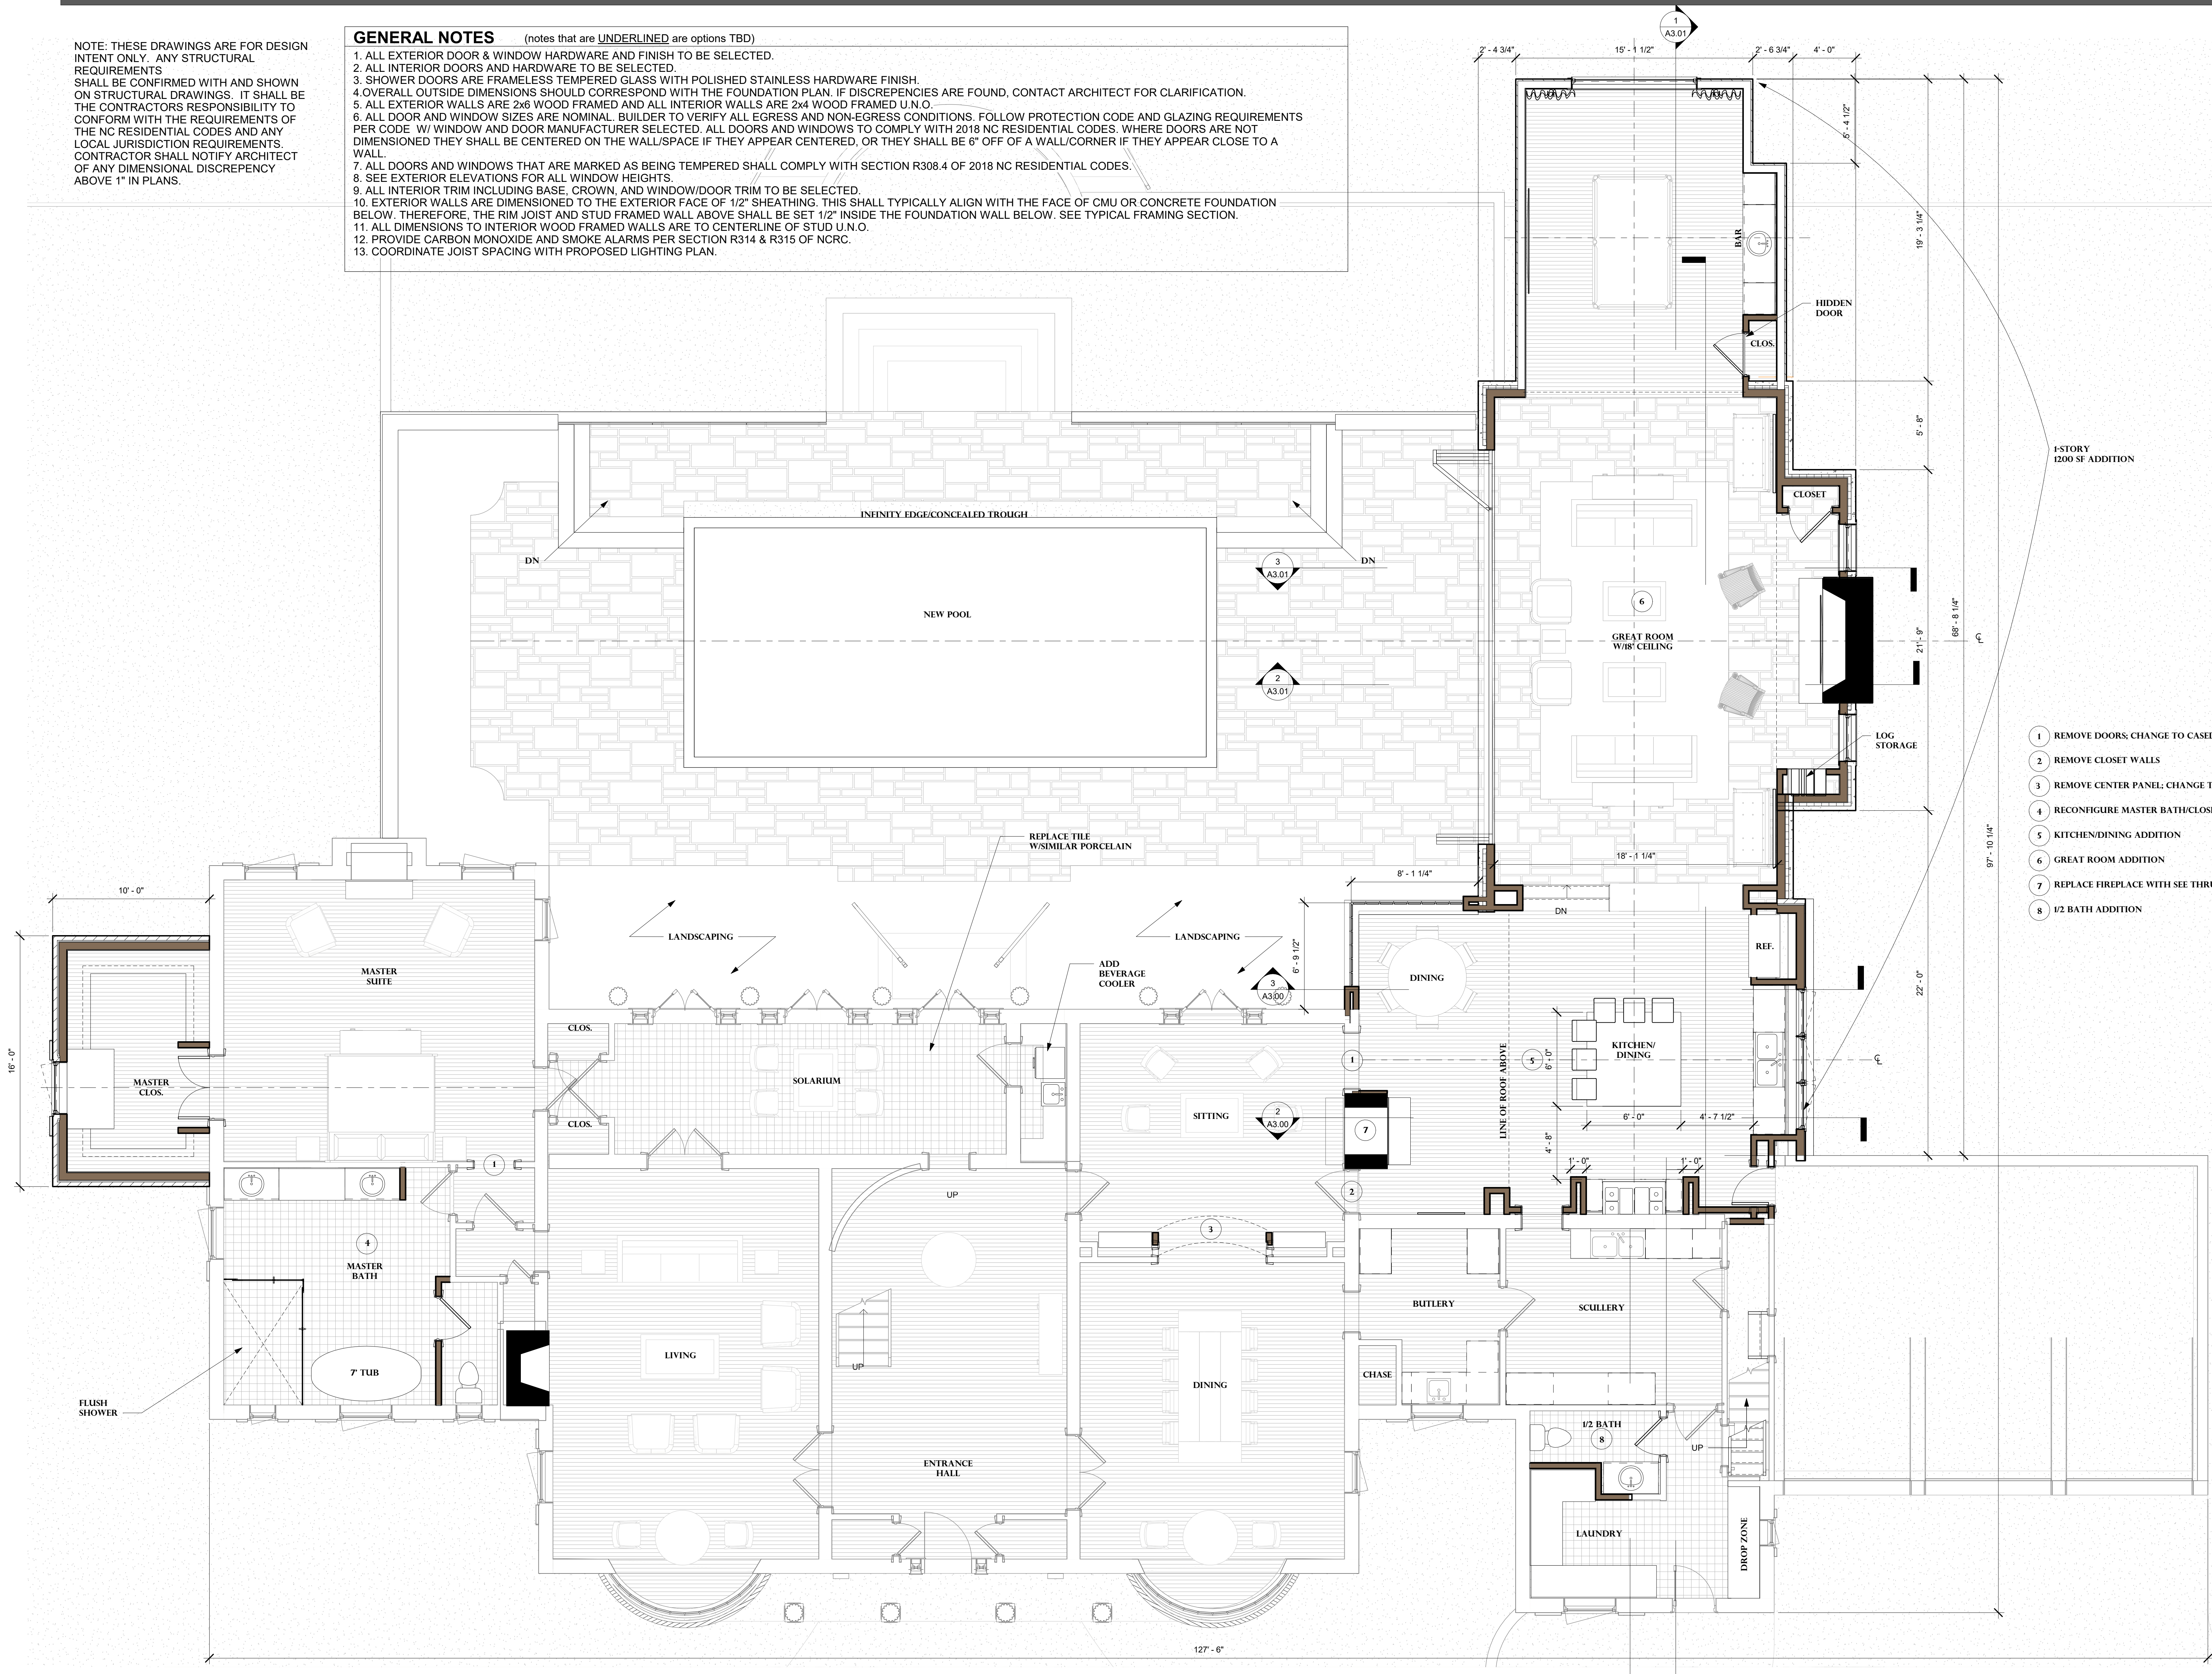 NOTE: THESE DRAWINGS ARE FOR DESIGN
INTENT ONLY. ANY STRUCTURAL
REQUIREMENTS
SHALL BE CONFIRMED WITH AND SHOWN
ON STRUCTURAL DRAWINGS. IT SHALL BE
THE CONTRACTORS RESPONSIBILITY TO
CONFORM WITH THE REQUIREMENTS OF
THE NC RESIDENTIAL CODES AND ANY
LOCAL JURISDICTION REQUIREMENTS.
CONTRACTOR SHALL NOTIFY ARCHITECT
OF ANY DIMENSIONAL DISCREPENCY
ABOVE 1" IN PLANS.
GENERAL NOTES (notes that are UNDERLINED are options TBD)
1. ALL EXTERIOR DOOR & WINDOW HARDWARE AND FINISH TO BE SELECTED.
2. ALL INTERIOR DOORS AND HARDWARE TO BE SELECTED.
3. SHOWER DOORS ARE FRAMELESS TEMPERED GLASS WITH POLISHED STAINLESS HARDWARE FINISH.
4.OVERALL OUTSIDE DIMENSIONS SHOULD CORRESPOND WITH THE FOUNDATION PLAN. IF DISCREPENCIES ARE FOUND, CONTACT ARCHITECT FOR CLARIFICATION.
5. ALL EXTERIOR WALLS ARE 2x6 WOOD FRAMED AND ALL INTERIOR WALLS ARE 2x4 WOOD FRAMED U.N.O.
6. ALL DOOR AND WINDOW SIZES ARE NOMINAL. BUILDER TO VERIFY ALL EGRESS AND NON-EGRESS CONDITIONS. FOLLOW PROTECTION CODE AND GLAZING REQUIREMENTS
PER CODE W/ WINDOW AND DOOR MANUFACTURER SELECTED. ALL DOORS AND WINDOWS TO COMPLY WITH 2018 NC RESIDENTIAL CODES. WHERE DOORS ARE NOT
DIMENSIONED THEY SHALL BE CENTERED ON THE WALL/SPACE IF THEY APPEAR CENTERED, OR THEY SHALL BE 6" OFF OF A WALL/CORNER IF THEY APPEAR CLOSE TO A
WALL.
7. ALL DOORS AND WINDOWS THAT ARE MARKED AS BEING TEMPERED SHALL COMPLY WITH SECTION R308.4 OF 2018 NC RESIDENTIAL CODES.
8. SEE EXTERIOR ELEVATIONS FOR ALL WINDOW HEIGHTS.
9. ALL INTERIOR TRIM INCLUDING BASE, CROWN, AND WINDOW/DOOR TRIM TO BE SELECTED.
10. EXTERIOR WALLS ARE DIMENSIONED TO THE EXTERIOR FACE OF 1/2" SHEATHING. THIS SHALL TYPICALLY ALIGN WITH THE FACE OF CMU OR CONCRETE FOUNDATION
BELOW. THEREFORE, THE RIM JOIST AND STUD FRAMED WALL ABOVE SHALL BE SET 1/2" INSIDE THE FOUNDATION WALL BELOW. SEE TYPICAL FRAMING SECTION.
11. ALL DIMENSIONS TO INTERIOR WOOD FRAMED WALLS ARE TO CENTERLINE OF STUD U.N.O.
12. PROVIDE CARBON MONOXIDE AND SMOKE ALARMS PER SECTION R314 & R315 OF NCRC.
13. COORDINATE JOIST SPACING WITH PROPOSED LIGHTING PLAN.
1
A3.01
2' - 4 3/4"
15' - 1 1/2"
2' - 6 3/4"
4' - 0"
5' - 4 1/2"
19' - 3 1/4"
BAR
HIDDEN
DOOR
CLOS.
5' - 8"
1-STORY
1200 SF ADDITION
CLOSET
INFINITY EDGE/CONCEALED TROUGH
DN
DN
3
A3.01
NEW POOL
6
GREAT ROOM
W/18' CEILING
68' - 8 1/4"
21' - 9"
2
A3.01
LOG
STORAGE
1 REMOVE DOORS; CHANGE TO
2 REMOVE CLOSET WALLS
3 REMOVE CENTER PANEL; CHANGE
4 RECONFIGURE MASTER
5 KITCHEN/DINING ADDITION
6 GREAT ROOM ADDITION
7 REPLACE FIREPLACE WITH SEE
8 1/2 BATH ADDITION
97' - 10 1/4"
REPLACE TILE
W/SIMILAR PORCELAIN
18' - 1 1/4"
8' - 1 1/4"
10' - 0"
DN
LANDSCAPING
LANDSCAPING
6' - 9 1/2"
REF.
ADD
BEVERAGE
COOLER
MASTER
SUITE
DINING
3
A3.00
22' - 0"
CLOS.
16' - 0"
KITCHEN/
DINING
1
5
6' - 0"
MASTER
CLOS.
SOLARIUM
LINE OF ROOF ABOVE
SITTING
2
A3.00
7
6' - 0"
4' - 7 1/2"
CLOS.
4' - 8"
1' - 0"
1' - 0"
1
UP
2
3
4
MASTER
BATH
BUTLERY
SCULLERY
LIVING
UP
7' TUB
CHASE
DINING
FLUSH
SHOWER
1/2 BATH
8
UP
ENTRANCE
HALL
LAUNDRY
DROP ZONE
127' - 6"